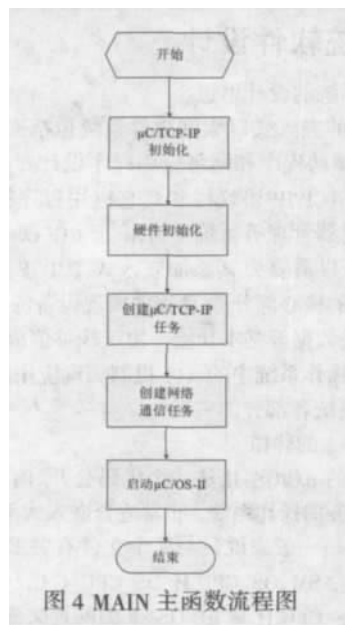 开始
μC/TCP-IP
初始化
硬件初始化
创建μC/TCP-IP
任务
创建网络
通信任务
启动μC/OS-II
结束
图 4 MAIN 主函数流程图